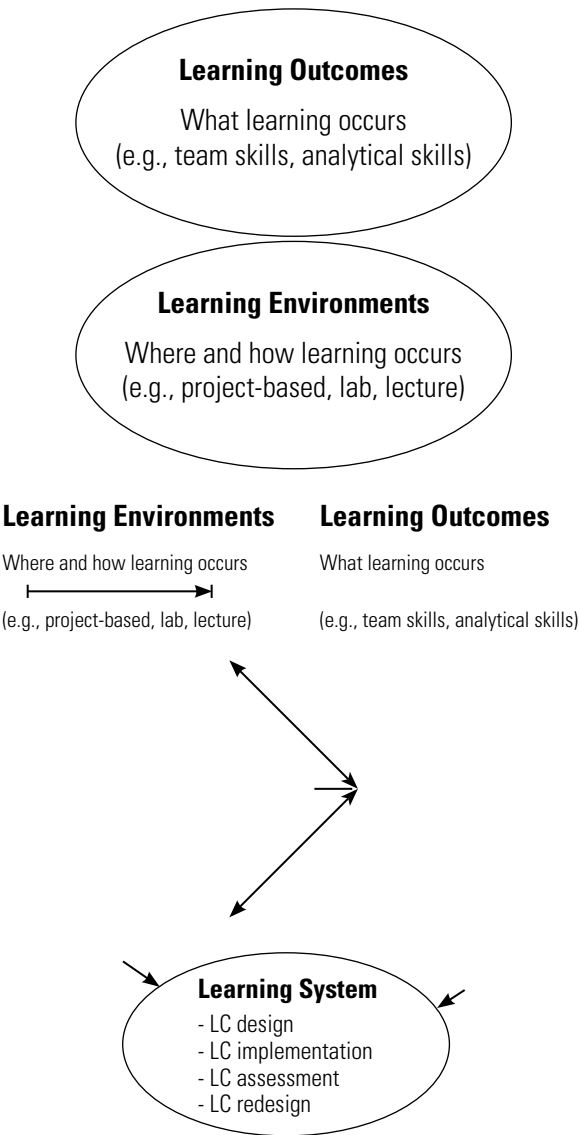 Learning Outcomes
What learning occurs
(e.g., team skills, analytical skills)
Learning Environments
Where and how learning occurs
(e.g., project-based, lab, lecture)
Learning Environments
Where and how learning occurs
(e.g., project-based, lab, lecture)
Learning Outcomes
What learning occurs
(e.g., team skills, analytical skills)
Learning System
- LC design
- LC implementation
- LC assessment
- LC redesign